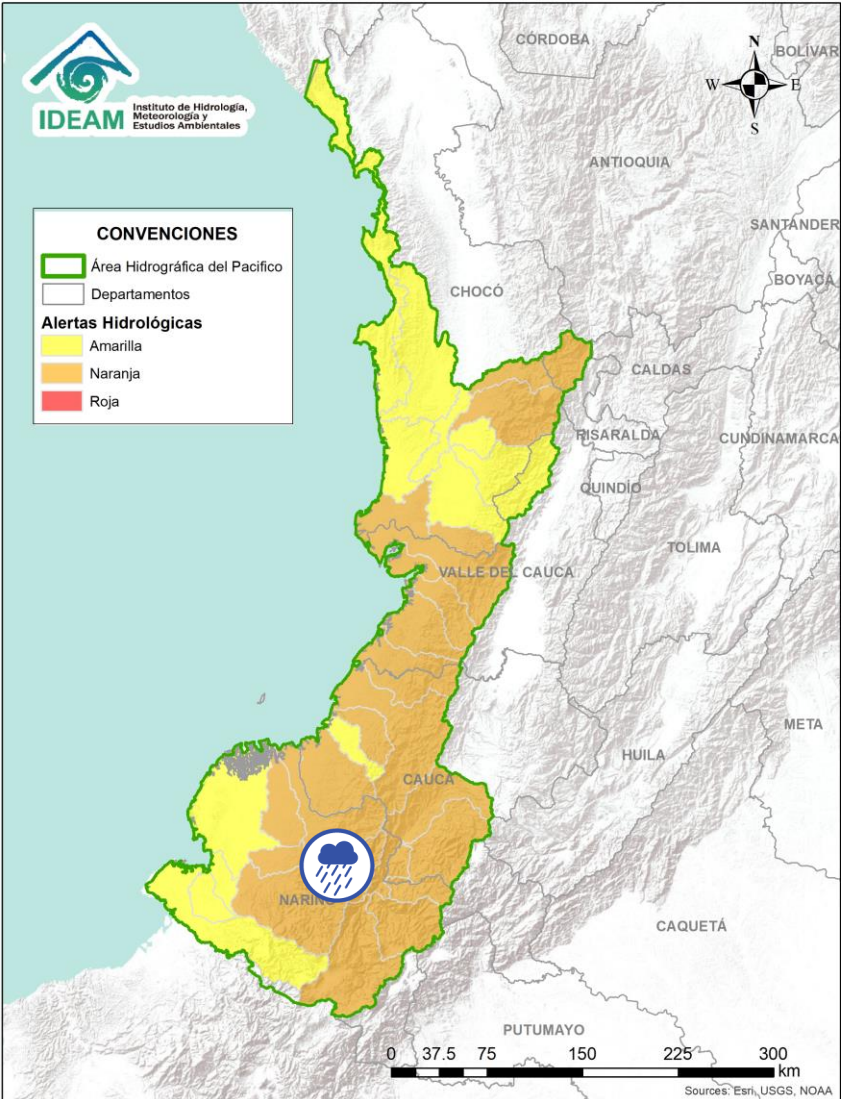 IDEAM
Instituto de Hidrología,
Meteorología y
Estudios Ambientales
CONVENCIONES
Área Hidrográfica del Pacifico
Departamentos
Alertas Hidrológicas
Amarilla
Naranja
Roja
N
W
E
S
CÓRDOBA
BOLÍVAR
ANTIOQUIA
SANTANDER
BOYACÁ
CHOCÓ
CALDAS
RISARALDA
CUNDINAMARCA
QUINDÍO
TOLIMA
VALLE DEL CAUCA
META
HUILA
CAUCA
NARIÑO
CAQUETÁ
PUTUMAYO
0 37.5 75 150 225 300
km
Sources: Esri, USGS, NOAA